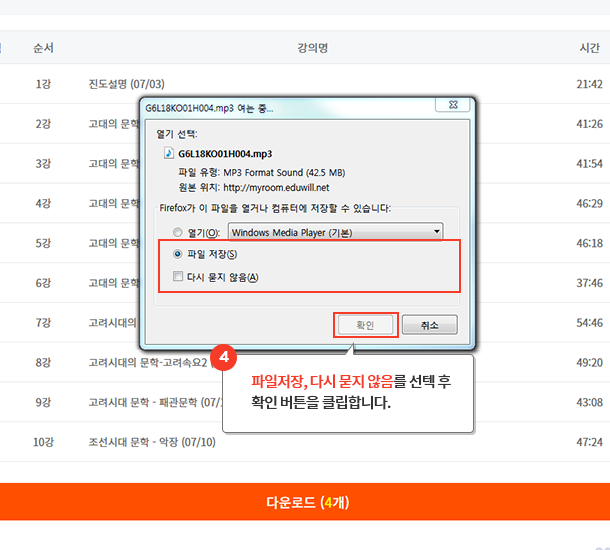 순서 강의명 시간
1강 진도설명 (07/03) 21:42
G6L18KO01H004.mp3 여는 중...
2강 고대의 문학 41:26
열기 선택:
G6L18KO01H004.mp3
3강 고대의 문학 41:54
파일 유형: MP3 Format Sound (42.5 MB)
원본 위치: http://myroom.eduwill.net
4강 고대의 문학 46:29
Firefox가 이 파일을 열거나 컴퓨터에 저장할 수 있습니다:
열기(O): Windows Media Player (기본)
5강 고대의 문학 46:18
파일 저장(S)
다시 묻지 않음(A)
6강 고대의 문학 37:46
7강 고려시대의 54:46
확인 취소
8강 고려시대의 문학-고려속요2 49:20
4
파일저장, 다시 묻지 않음를 선택 후
확인 버튼을 클립합니다.
9강 고려시대 문학 - 패관문학 (07/ 43:08
10강 조선시대 문학 - 악장 (07/10) 47:24
다운로드 (4개)